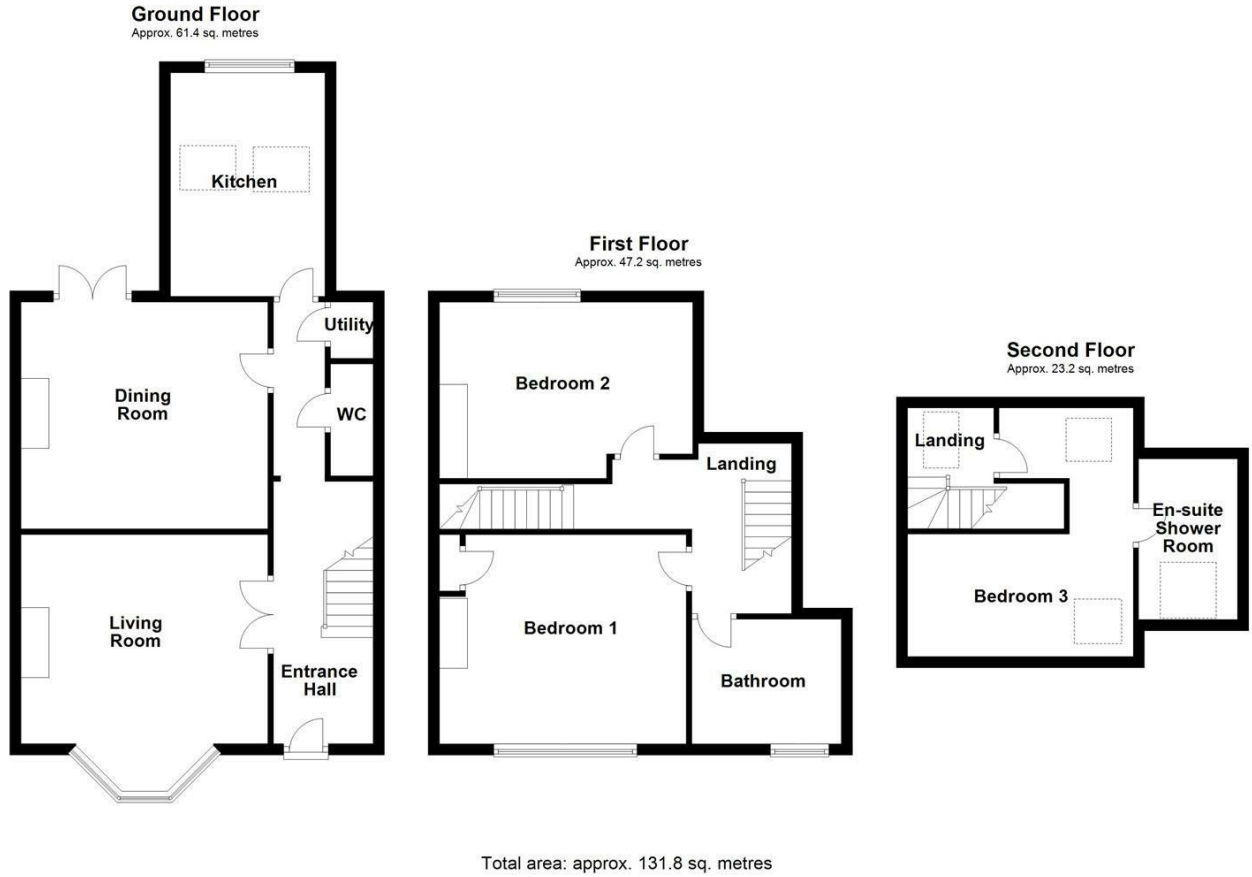 Ground Floor
Approx. 61.4 sq. metres
Kitchen
Utility
Dining
Room
WC
Living
Room
Entrance
Hall
First Floor
Approx. 47.2 sq. metres
Bedroom 2
Landing
Bedroom 1
Bathroom
Second Floor
Approx. 23.2 sq. metres
Landing
En-suite
Shower
Room
Bedroom 3
Total area: approx. 131.8 sq. metres